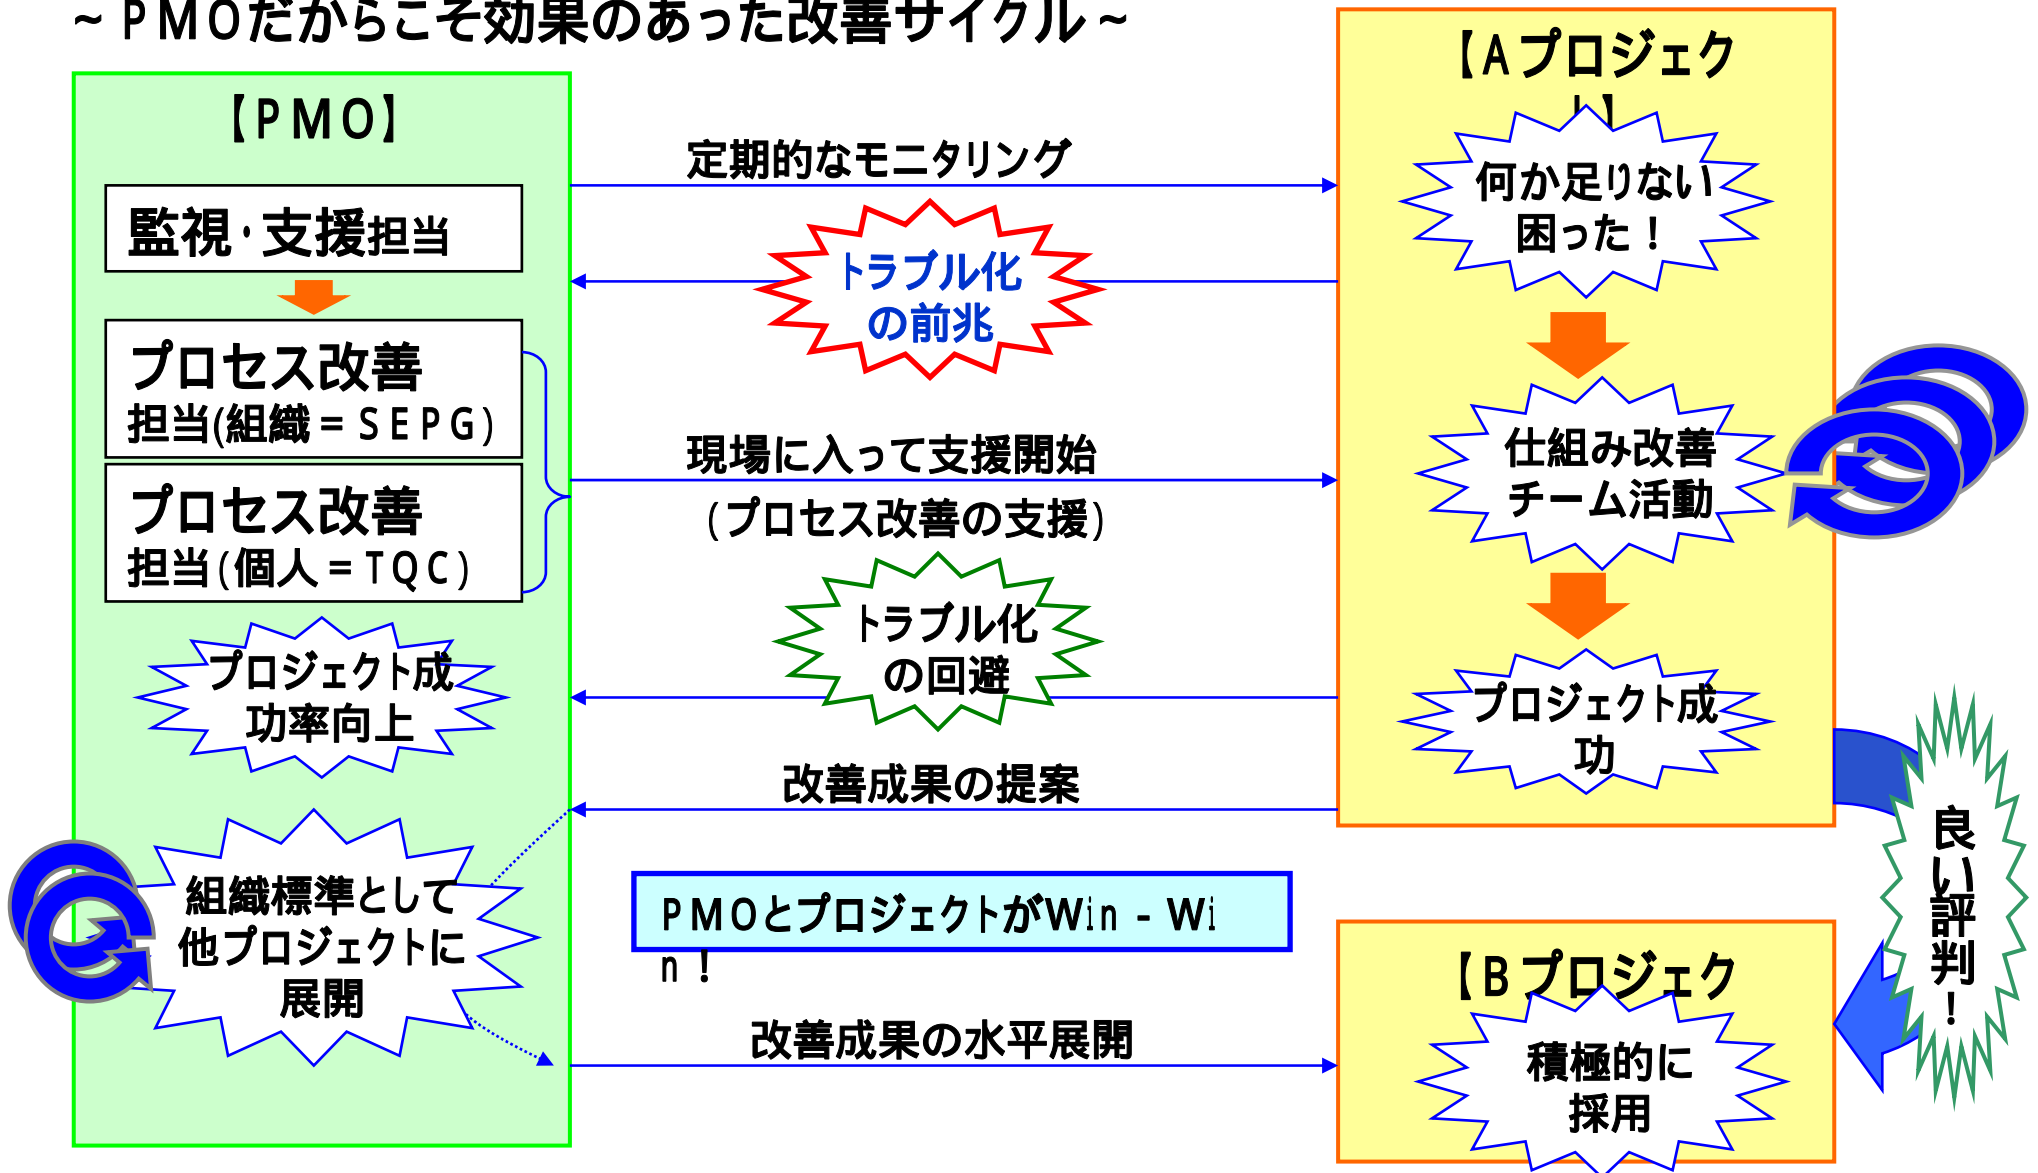 ～ＰＭＯだからこそ効果のあった改善サイクル～
【ＰＭＯ】
監視・支援担当
プロセス改善
担当(組織＝ＳＥＰＧ)
プロセス改善
担当(個人＝ＴＱＣ)
プロジェクト成
功率向上
組織標準として
他プロジェクトに
展開
定期的なモニタリング
トラブル化
の前兆
現場に入って支援開始
(プロセス改善の支援)
トラブル化
の回避
改善成果の提案
ＰＭＯとプロジェクトがＷｉｎ－Ｗｉ
ｎ！
改善成果の水平展開
【Ａプロジェク
ト】
何か足りない
困った！
仕組み改善
チーム活動
プロジェクト成
功
良い評判！
【Ｂプロジェク
積極的に
採用